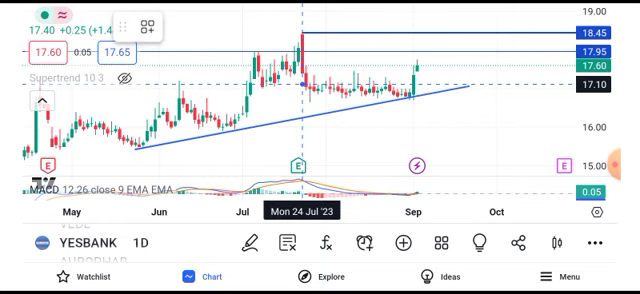 19.00
17.40 +0.25 (+1.4
18.45
17.60 0.05 17.65
17.95
17.60
Supertrend 10 3
17.10
16.00
E E E
15.00
MACD 12 26 close 9 EMA EMA
0.05
May Jun Jul Mon 24 Jul '23 Sep Oct
YESBANK 1D
Watchlist Chart Explore Ideas Menu